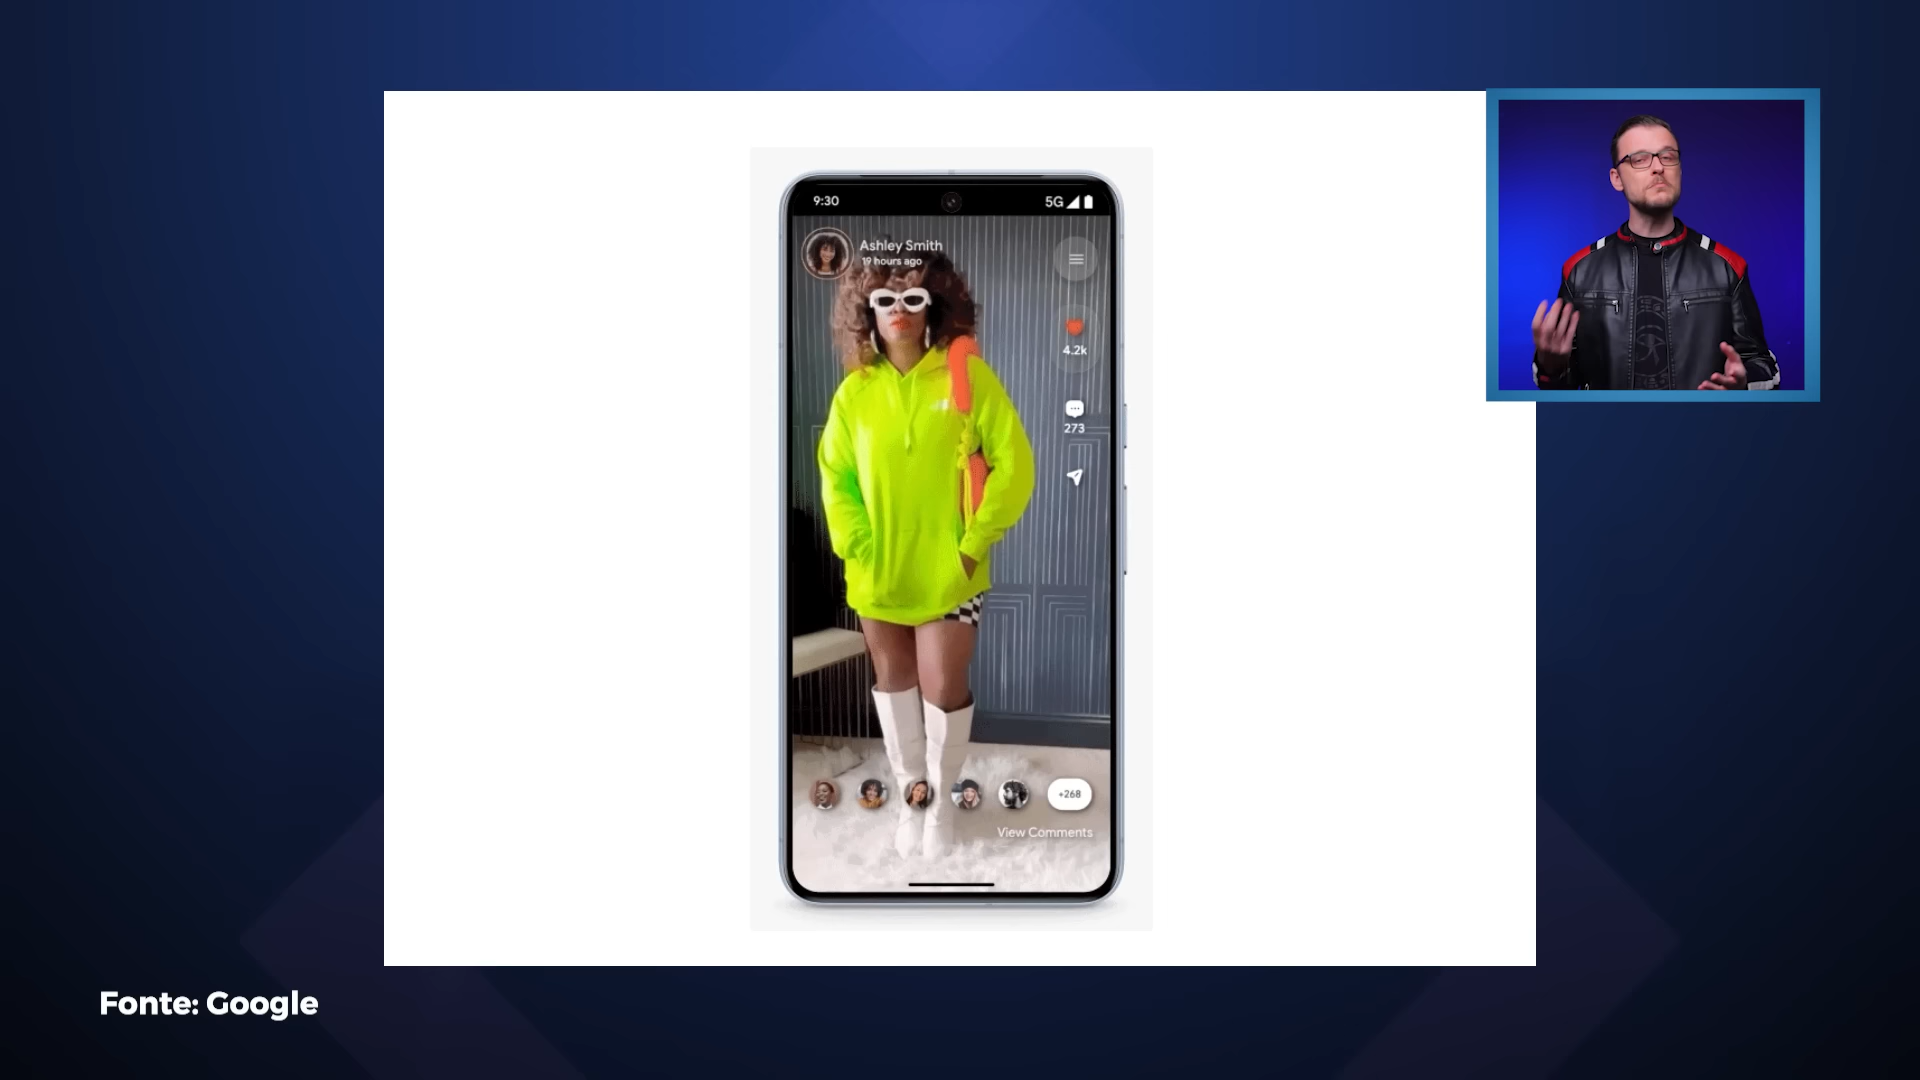 9:30
5G
Ashley Smith
19 hours ago
4.2k
273
+268
View Comments
Fonte: Google